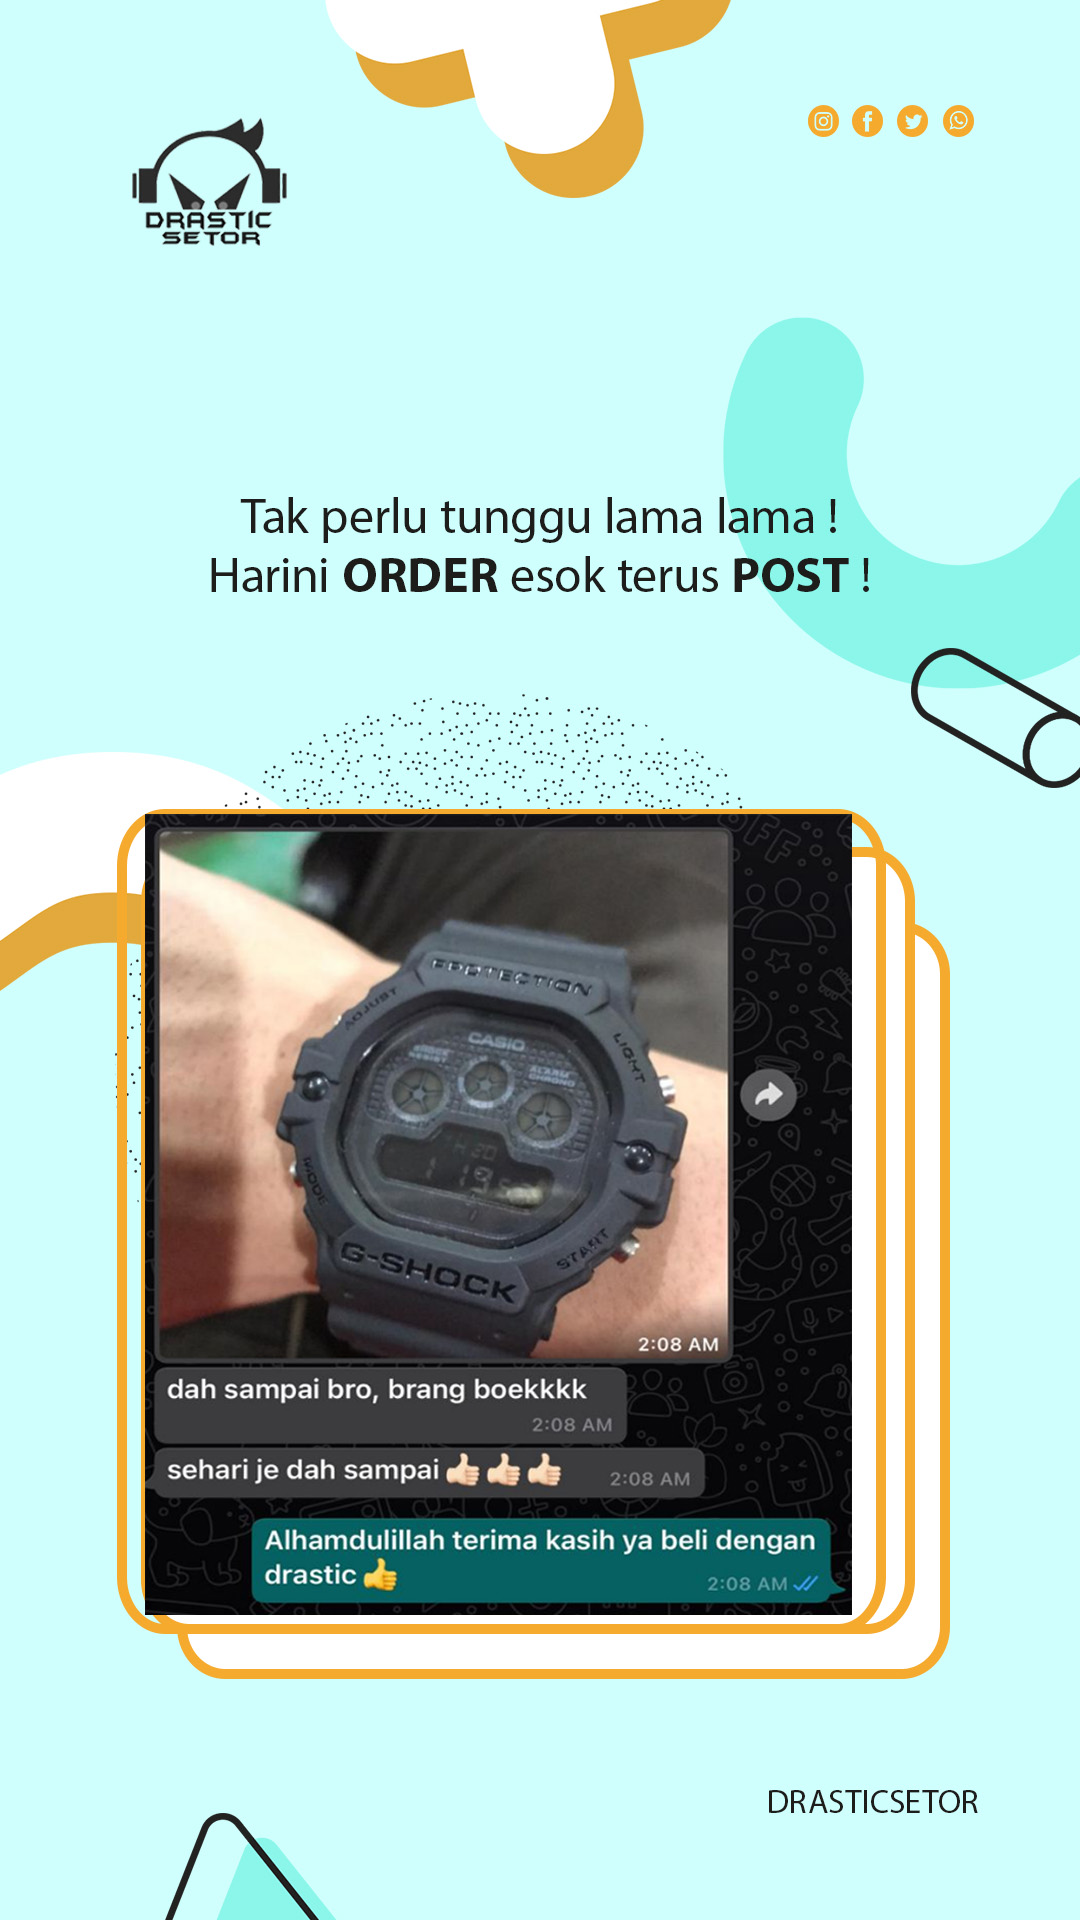 DRASTIC
SETOR
Tak perlu tunggu lama lama !
Harini ORDER esok terus POST !
PROTECTION
ADJUST
LIGHT
CASIO
ALARM
CHRONO
MODE
START
G-SHOCK
2:08 AM
dah sampai bro, brang boekkkk
2:08 AM
sehari je dah sampai 👍🏻👍🏻👍🏻
2:08 AM
Alhamdulillah terima kasih ya beli dengan
drastic 👍
2:08 AM
DRASTICSETOR